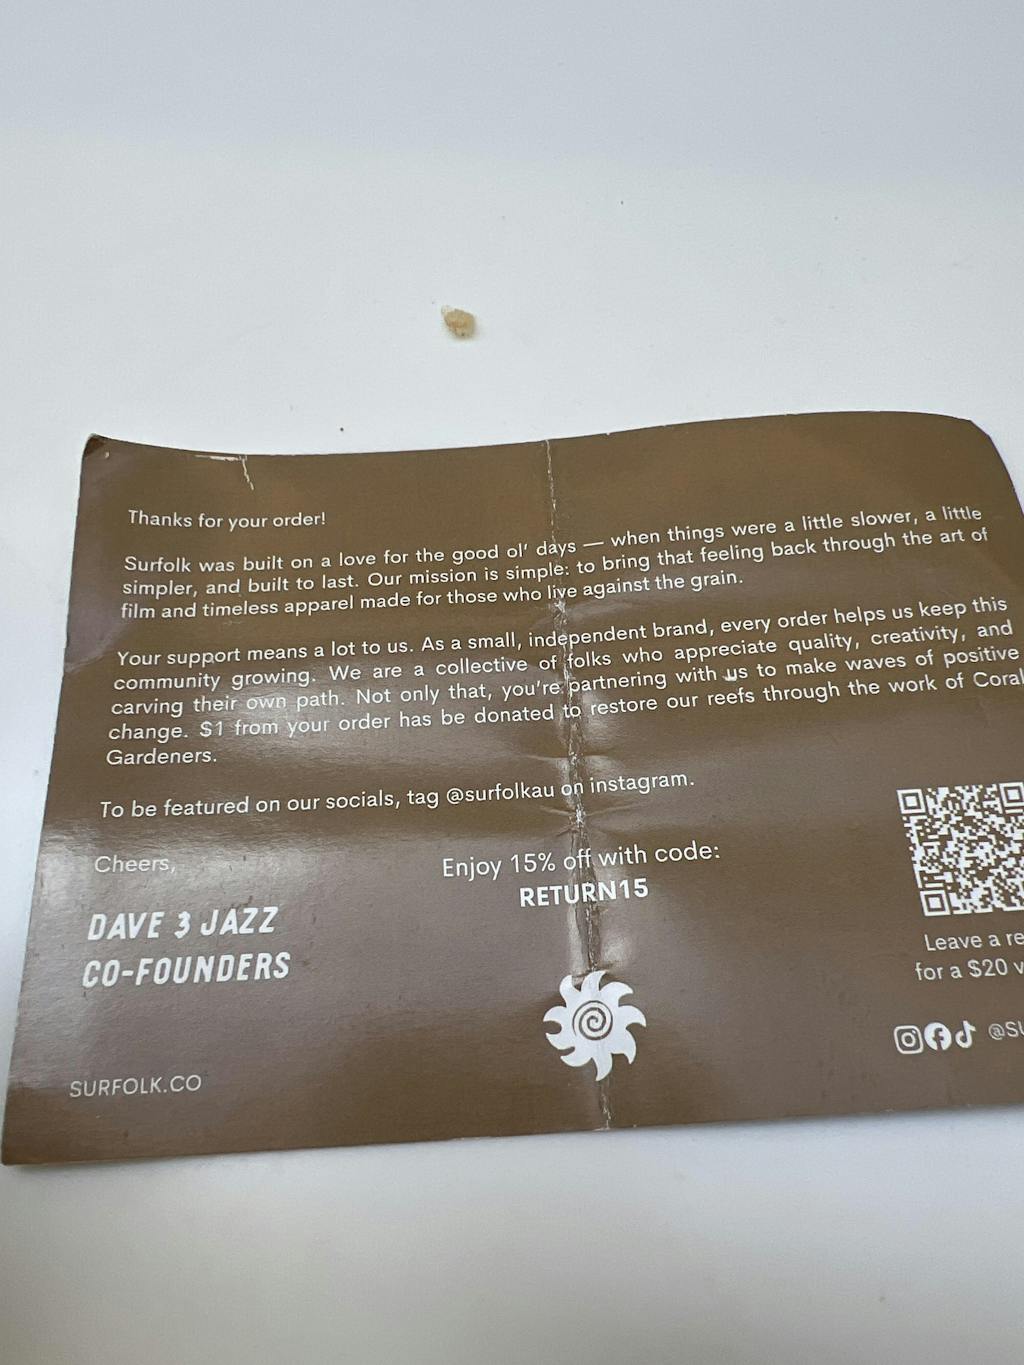 Thanks for your order!
Surfolk was built on a love for the good ol' days — when things were a little slower, a little
simpler, and built to last. Our mission is simple: to bring that feeling back through the art of
film and timeless apparel made for those who live against the grain.
Your support means a lot to us. As a small, independent brand, every order helps us keep this
community growing. We are a collective of folks who appreciate quality, creativity, and
carving their own path. Not only that, you're partnering with us to make waves of positive
change. $1 from your order has be donated to restore our reefs through the work of Coral
Gardeners.
To be featured on our socials, tag @surfolkau on instagram.
Cheers,
DAVE & JAZZ
CO-FOUNDERS
SURFOLK.CO
Enjoy 15% off with code:
RETURN15
Leave a
for a $20